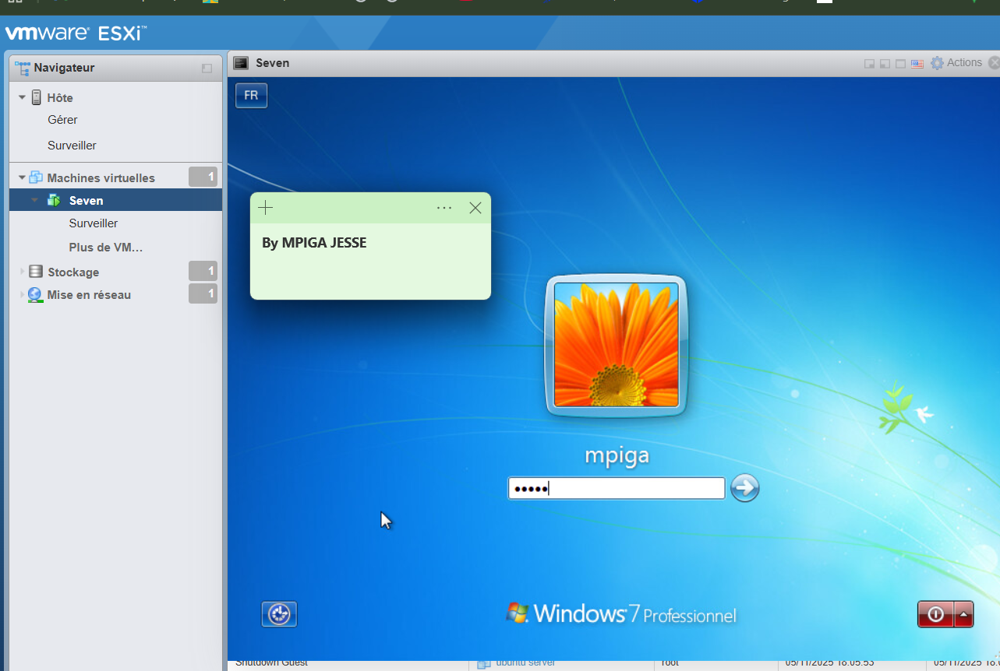 vmware® ESXi™
Navigateur
Hôte
Gérer
Surveiller
Machines virtuelles 1
Seven
Surveiller
Plus de VM...
Stockage 1
Mise en réseau 1
Seven
Actions
FR
By MPIGA JESSE
mpiga
Windows 7 Professionnel
Shutdown Guest ubuntu server root 05/11/2025 18:05:53 05/11/2025